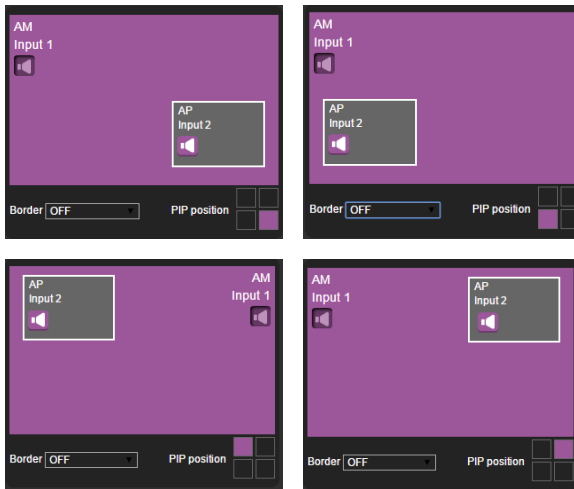 AM
Input 1
AP
Input 2
Border OFF PIP position
AM
Input 1
AP
Input 2
Border OFF PIP position
AP
Input 2
AM
Input 1
Border OFF PIP position
AM
Input 1
AP
Input 2
Border OFF PIP position